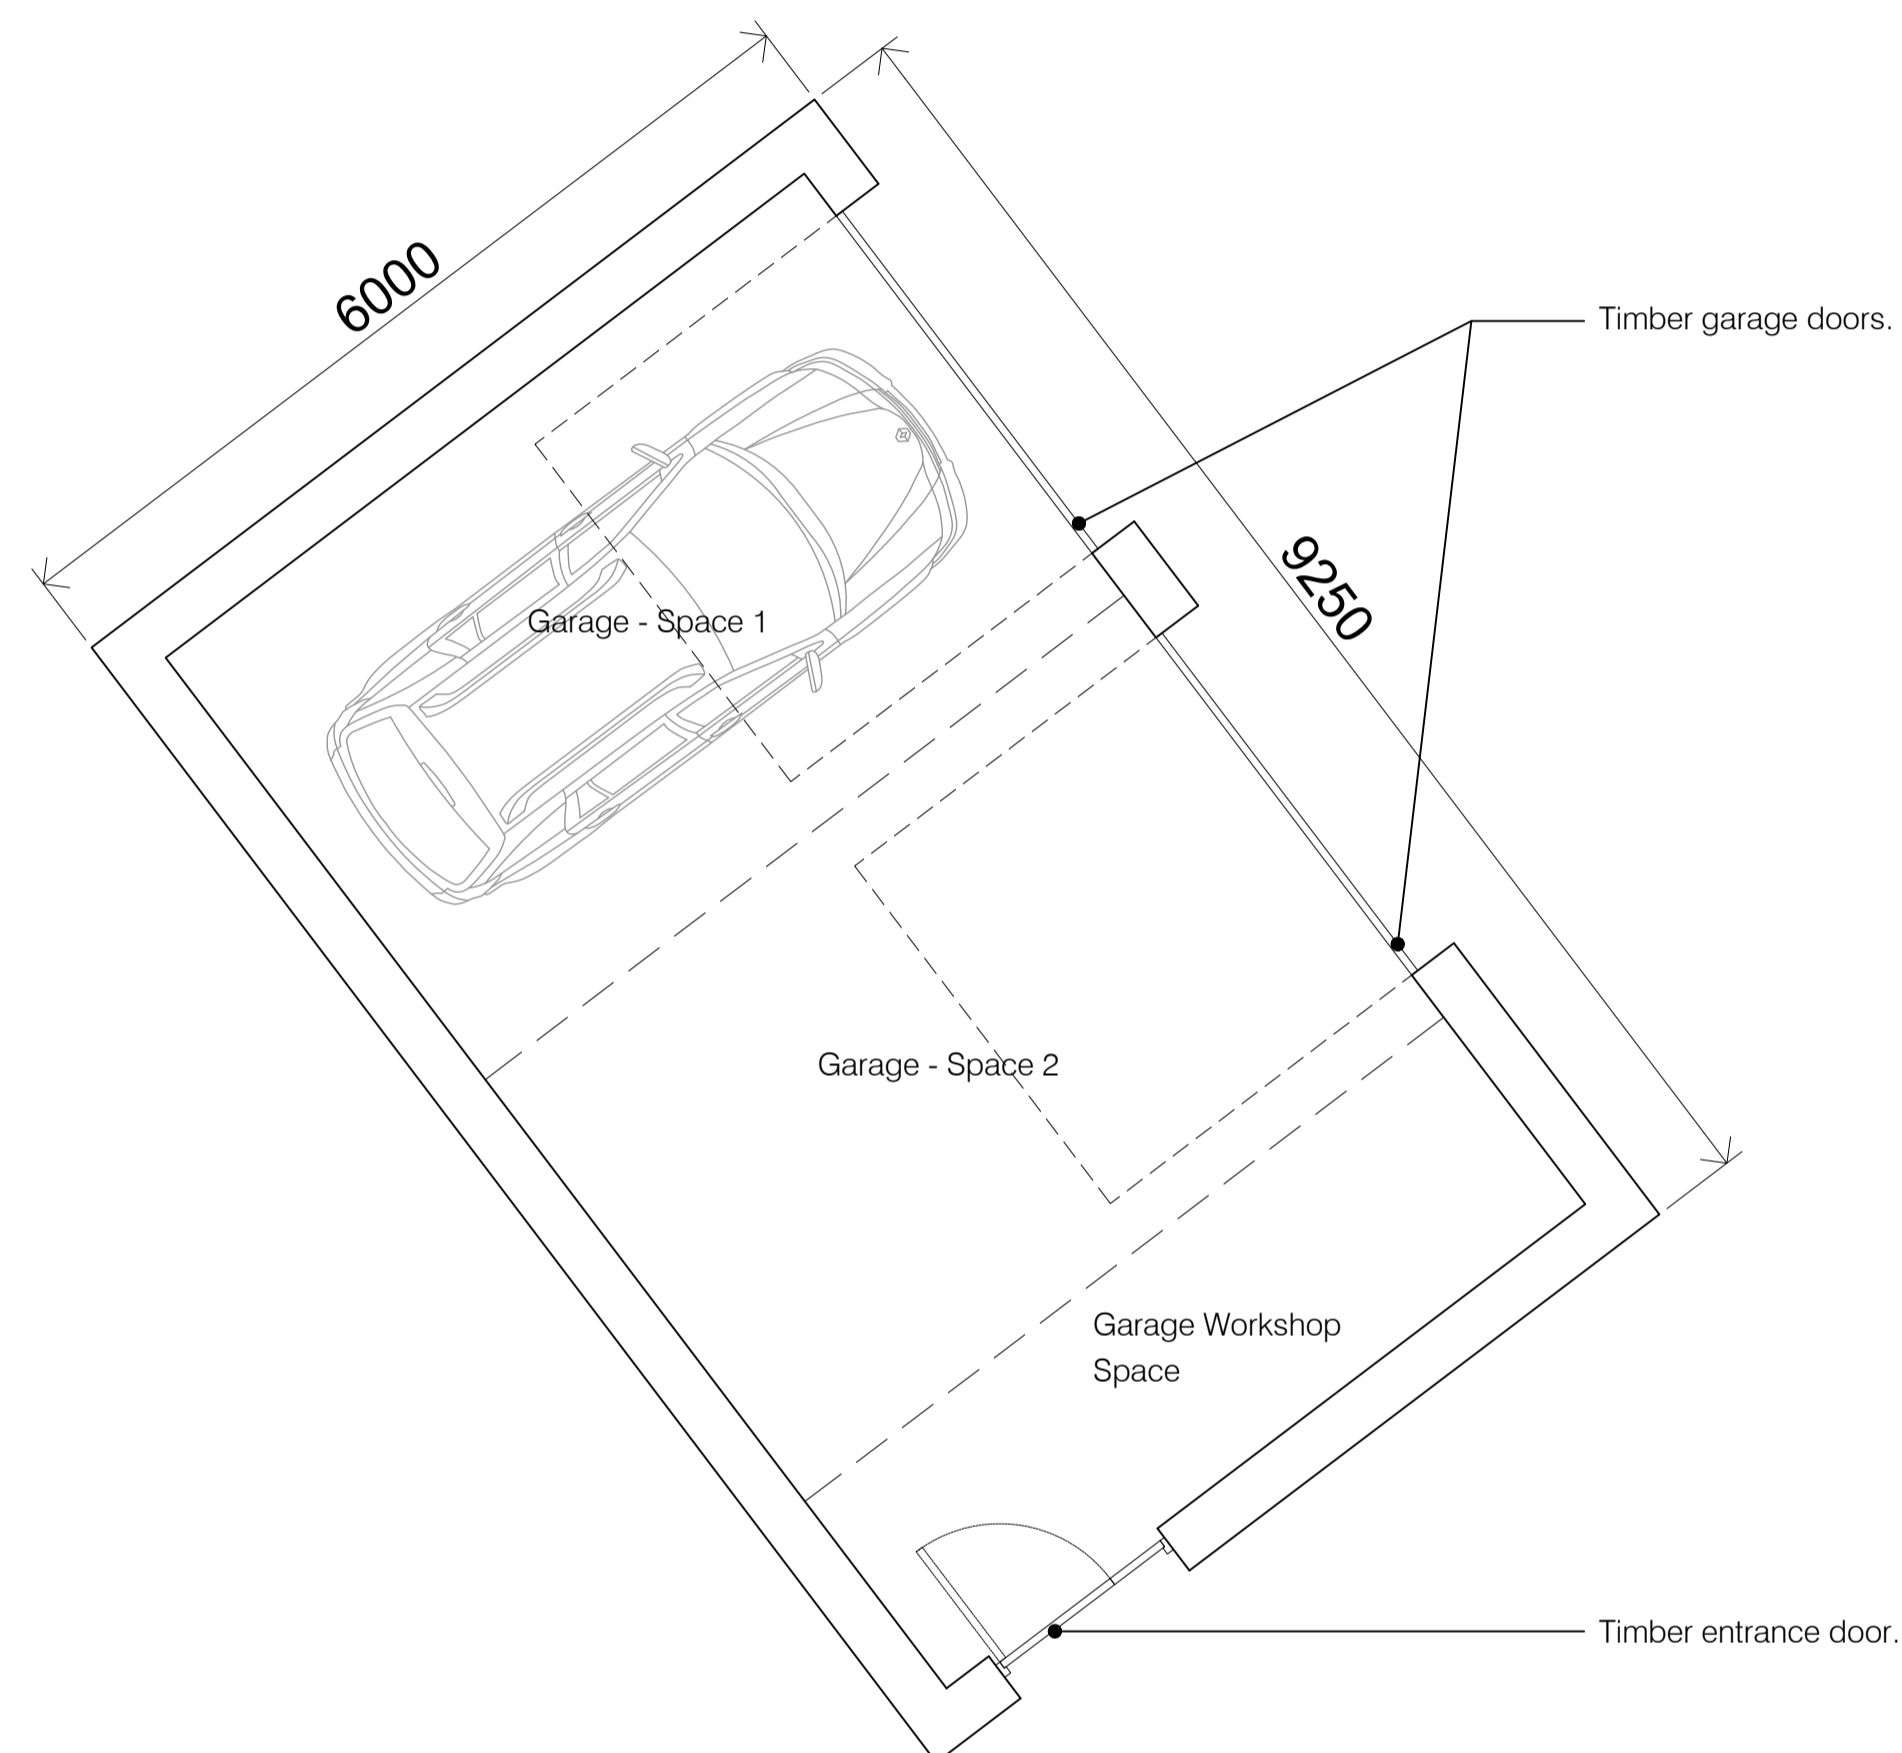 6000
Timber garage doors.
9250
Garage - Space 1
Garage - Space 2
Garage Workshop
Space
Timber entrance door.